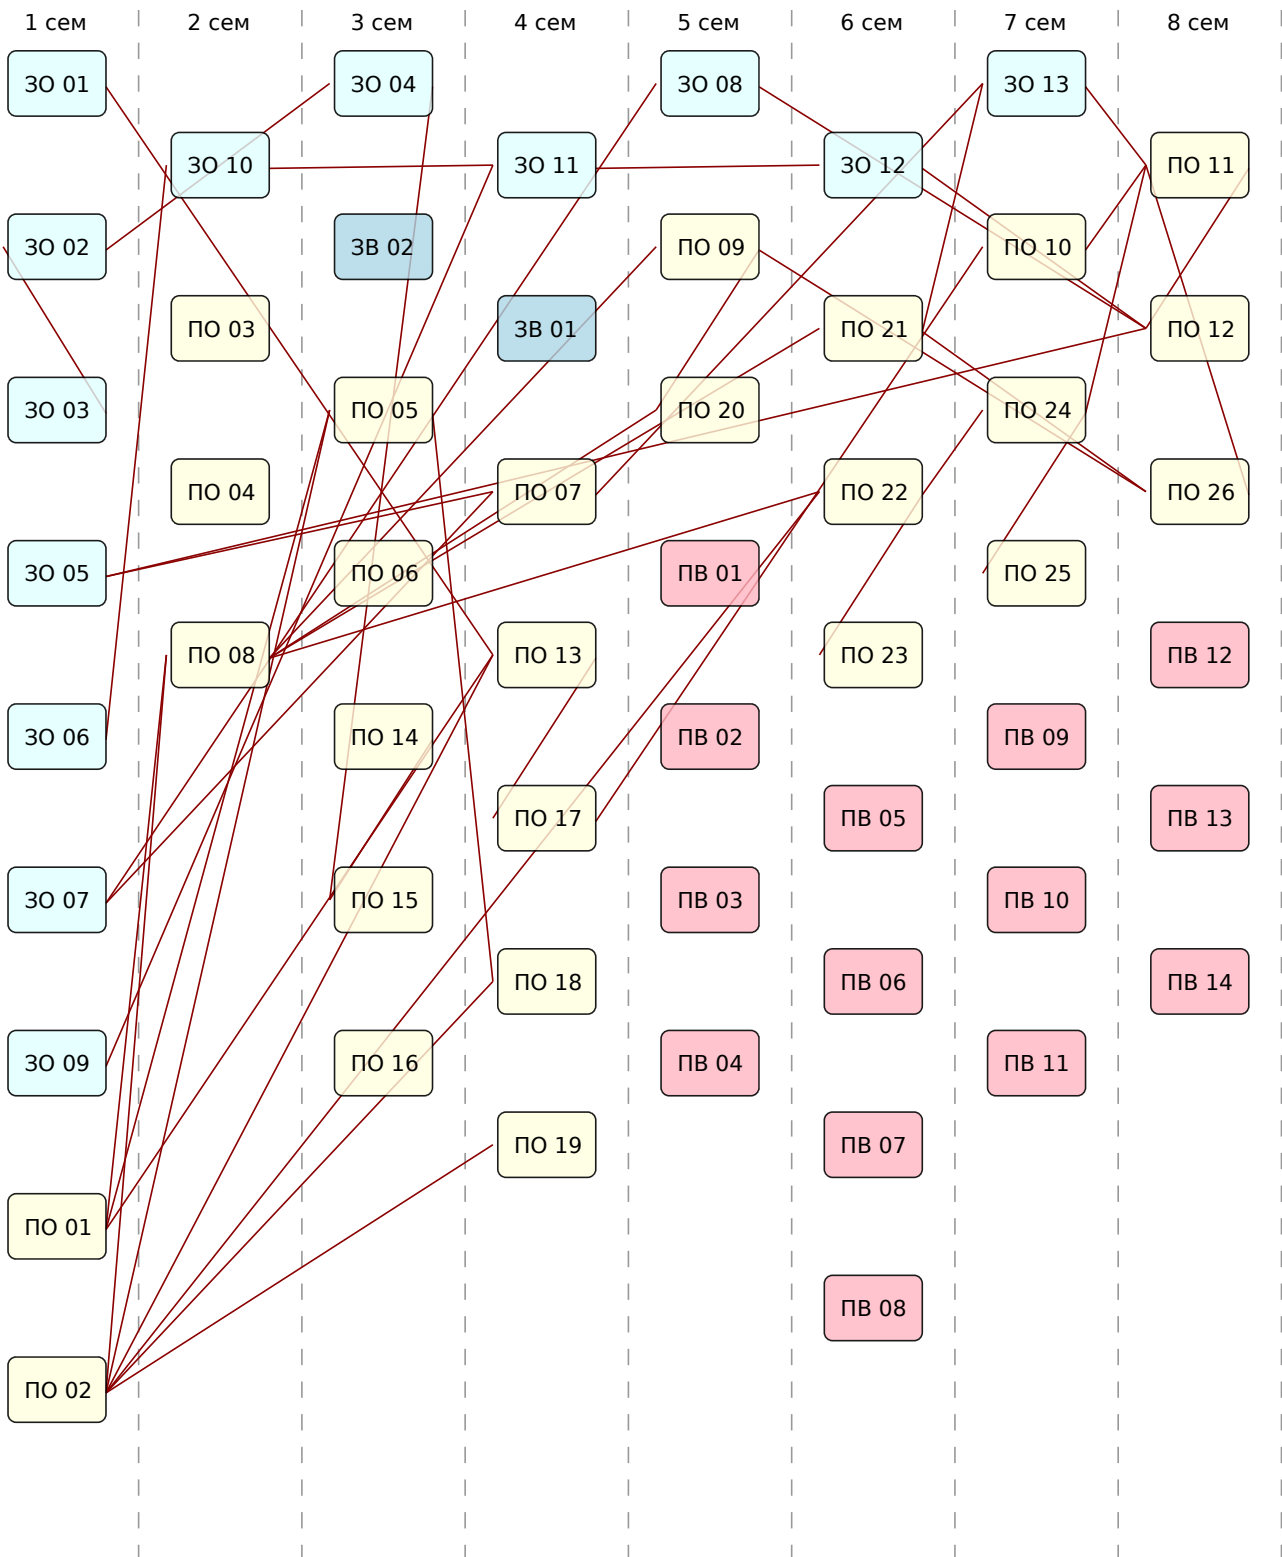 1 сем 2 сем 3 сем 4 сем 5 сем 6 сем 7 сем 8 сем
ЗО 01 ЗО 04 ЗО 08 ЗО 13
ЗО 10 ЗО 11 ЗО 12 ПО 11
ЗО 02 ЗВ 02 ПО 09 ПО 10
ПО 03 ЗВ 01 ПО 21 ПО 12
ЗО 03 ПО 05 ПО 20 ПО 24
ПО 04 ПО 07 ПО 22 ПО 26
ЗО 05 ПО 06 ПВ 01 ПО 25
ПО 08 ПО 13 ПО 23 ПВ 12
ЗО 06 ПО 14 ПВ 02 ПВ 09
ПО 17 ПВ 05 ПВ 13
ЗО 07 ПО 15 ПВ 03 ПВ 10
ПО 18 ПВ 06 ПВ 14
ЗО 09 ПО 16 ПВ 04 ПВ 11
ПО 19 ПВ 07
ПО 01
ПВ 08
ПО 02